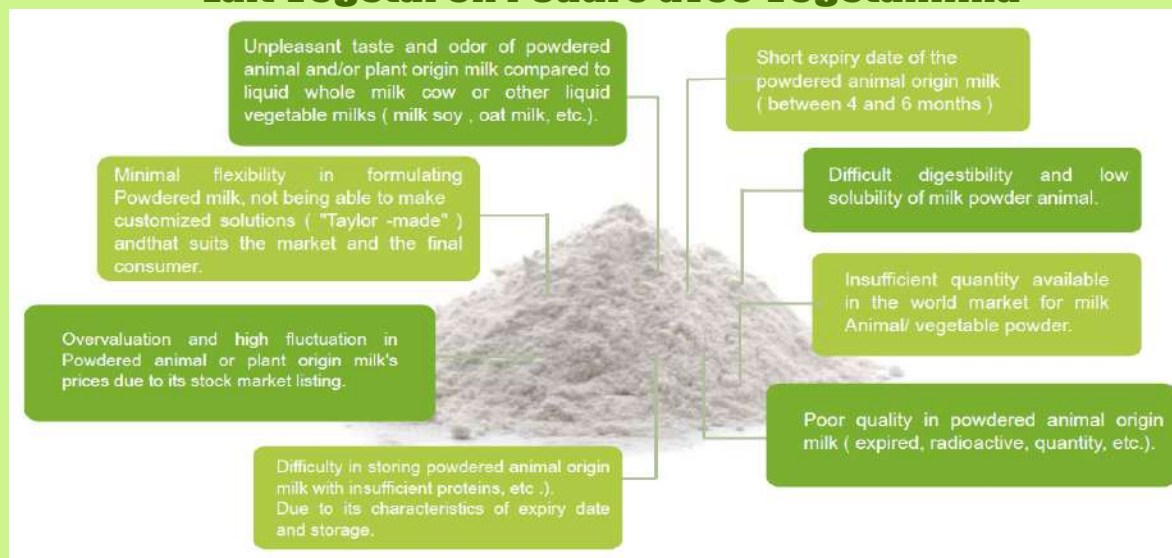 Lait Végétal en Poudre avec Vegetamina
Unpleasant taste and odor of powdered
animal and/or plant origin milk compared to
liquid whole milk cow or other liquid
vegetable milks ( milk soy , oat milk, etc.).
Short expiry date of the
powdered animal origin milk
( between 4 and 6 months )
Minimal flexibility in formulating
Powdered milk, not being able to make
customized solutions ( "Taylor -made" )
andthat suits the market and the final
consumer.
Difficult digestibility and low
solubility of milk powder animal.
Insufficient quantity available
in the world market for milk
Animal/ vegetable powder.
Overvaluation and high fluctuation in
Powdered animal or plant origin milk's
prices due to its stock market listing.
Poor quality in powdered animal origin
milk ( expired, radioactive, quantity, etc.).
Difficulty in storing powdered animal origin
milk with insufficient proteins, etc .).
Due to its characteristics of expiry date
and storage.